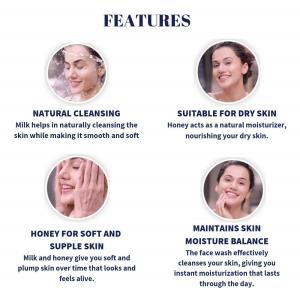 FEATURES
NATURAL CLEANSING
Milk helps in naturally cleansing the
skin while making it smooth and soft
SUITABLE FOR DRY SKIN
Honey acts as a natural moisturizer,
nourishing your dry skin.
HONEY FOR SOFT AND
SUPPLE SKIN
Milk and honey give you soft and
plump skin over time that looks and
feels alive.
MAINTAINS SKIN
MOISTURE BALANCE
The face wash effectively
cleanses your skin, giving you
instant moisturization that lasts
through the day.